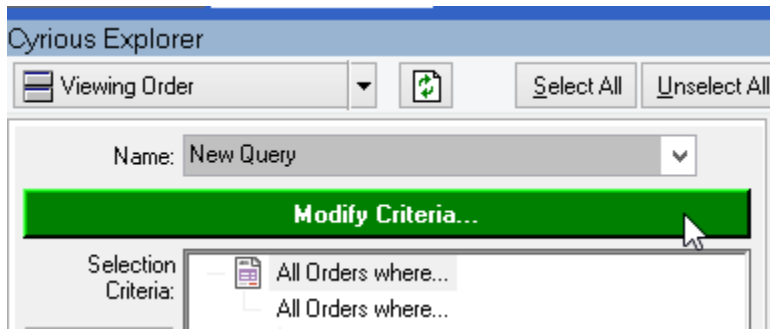 Cyrious Explorer
Viewing Order Select All Unselect All
Name: New Query
Modify Criteria...
Selection Criteria:
All Orders where...
All Orders where...